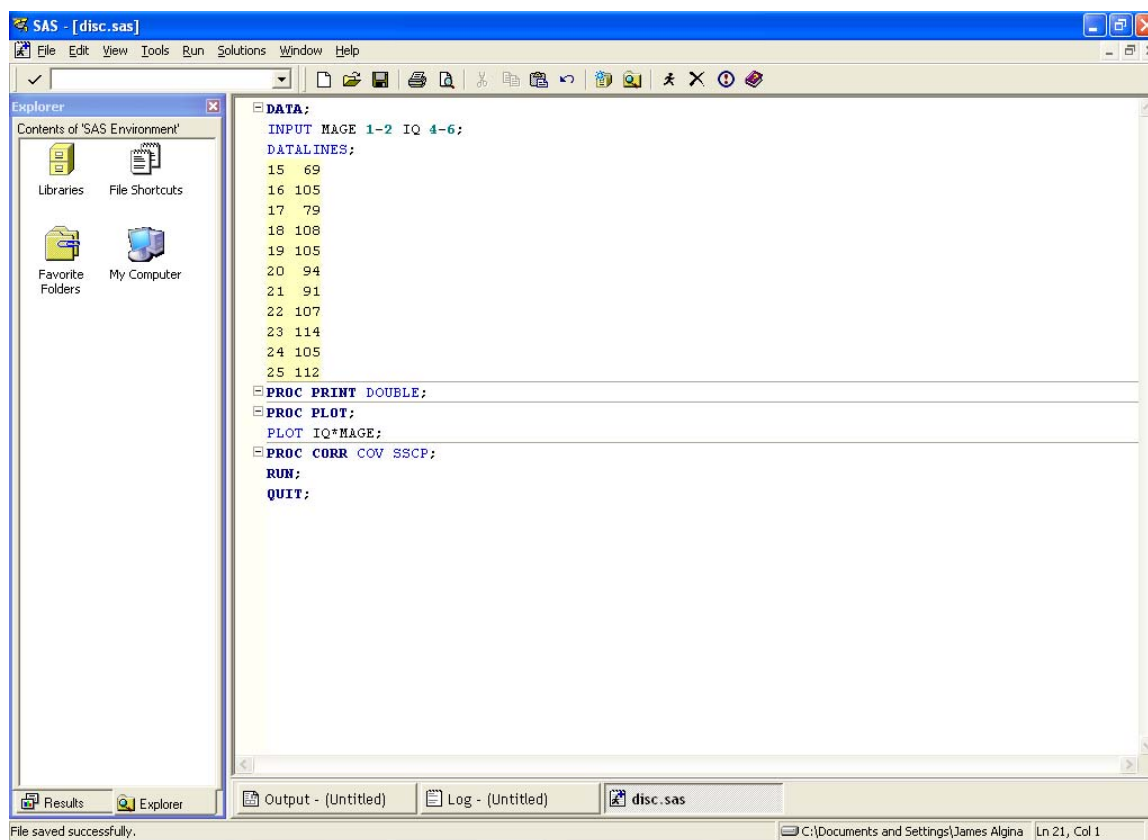 SAS - [disc.sas]
File Edit View Tools Run Solutions Window Help
Explorer
Contents of 'SAS Environment'
Libraries
File Shortcuts
Favorite Folders
My Computer
DATA;
INPUT MAGE 1-2 IQ 4-6;
DATALINES;
15  69
16 105
17  79
18 108
19 105
20  94
21  91
22 107
23 114
24 105
25 112
PROC PRINT DOUBLE;
PROC PLOT;
PLOT IQ*MAGE;
PROC CORR COV SSCP;
RUN;
QUIT;
Results
Explorer
Output - (Untitled)
Log - (Untitled)
disc.sas
File saved successfully.
C:\Documents and Settings\James Algina
Ln 21, Col 1